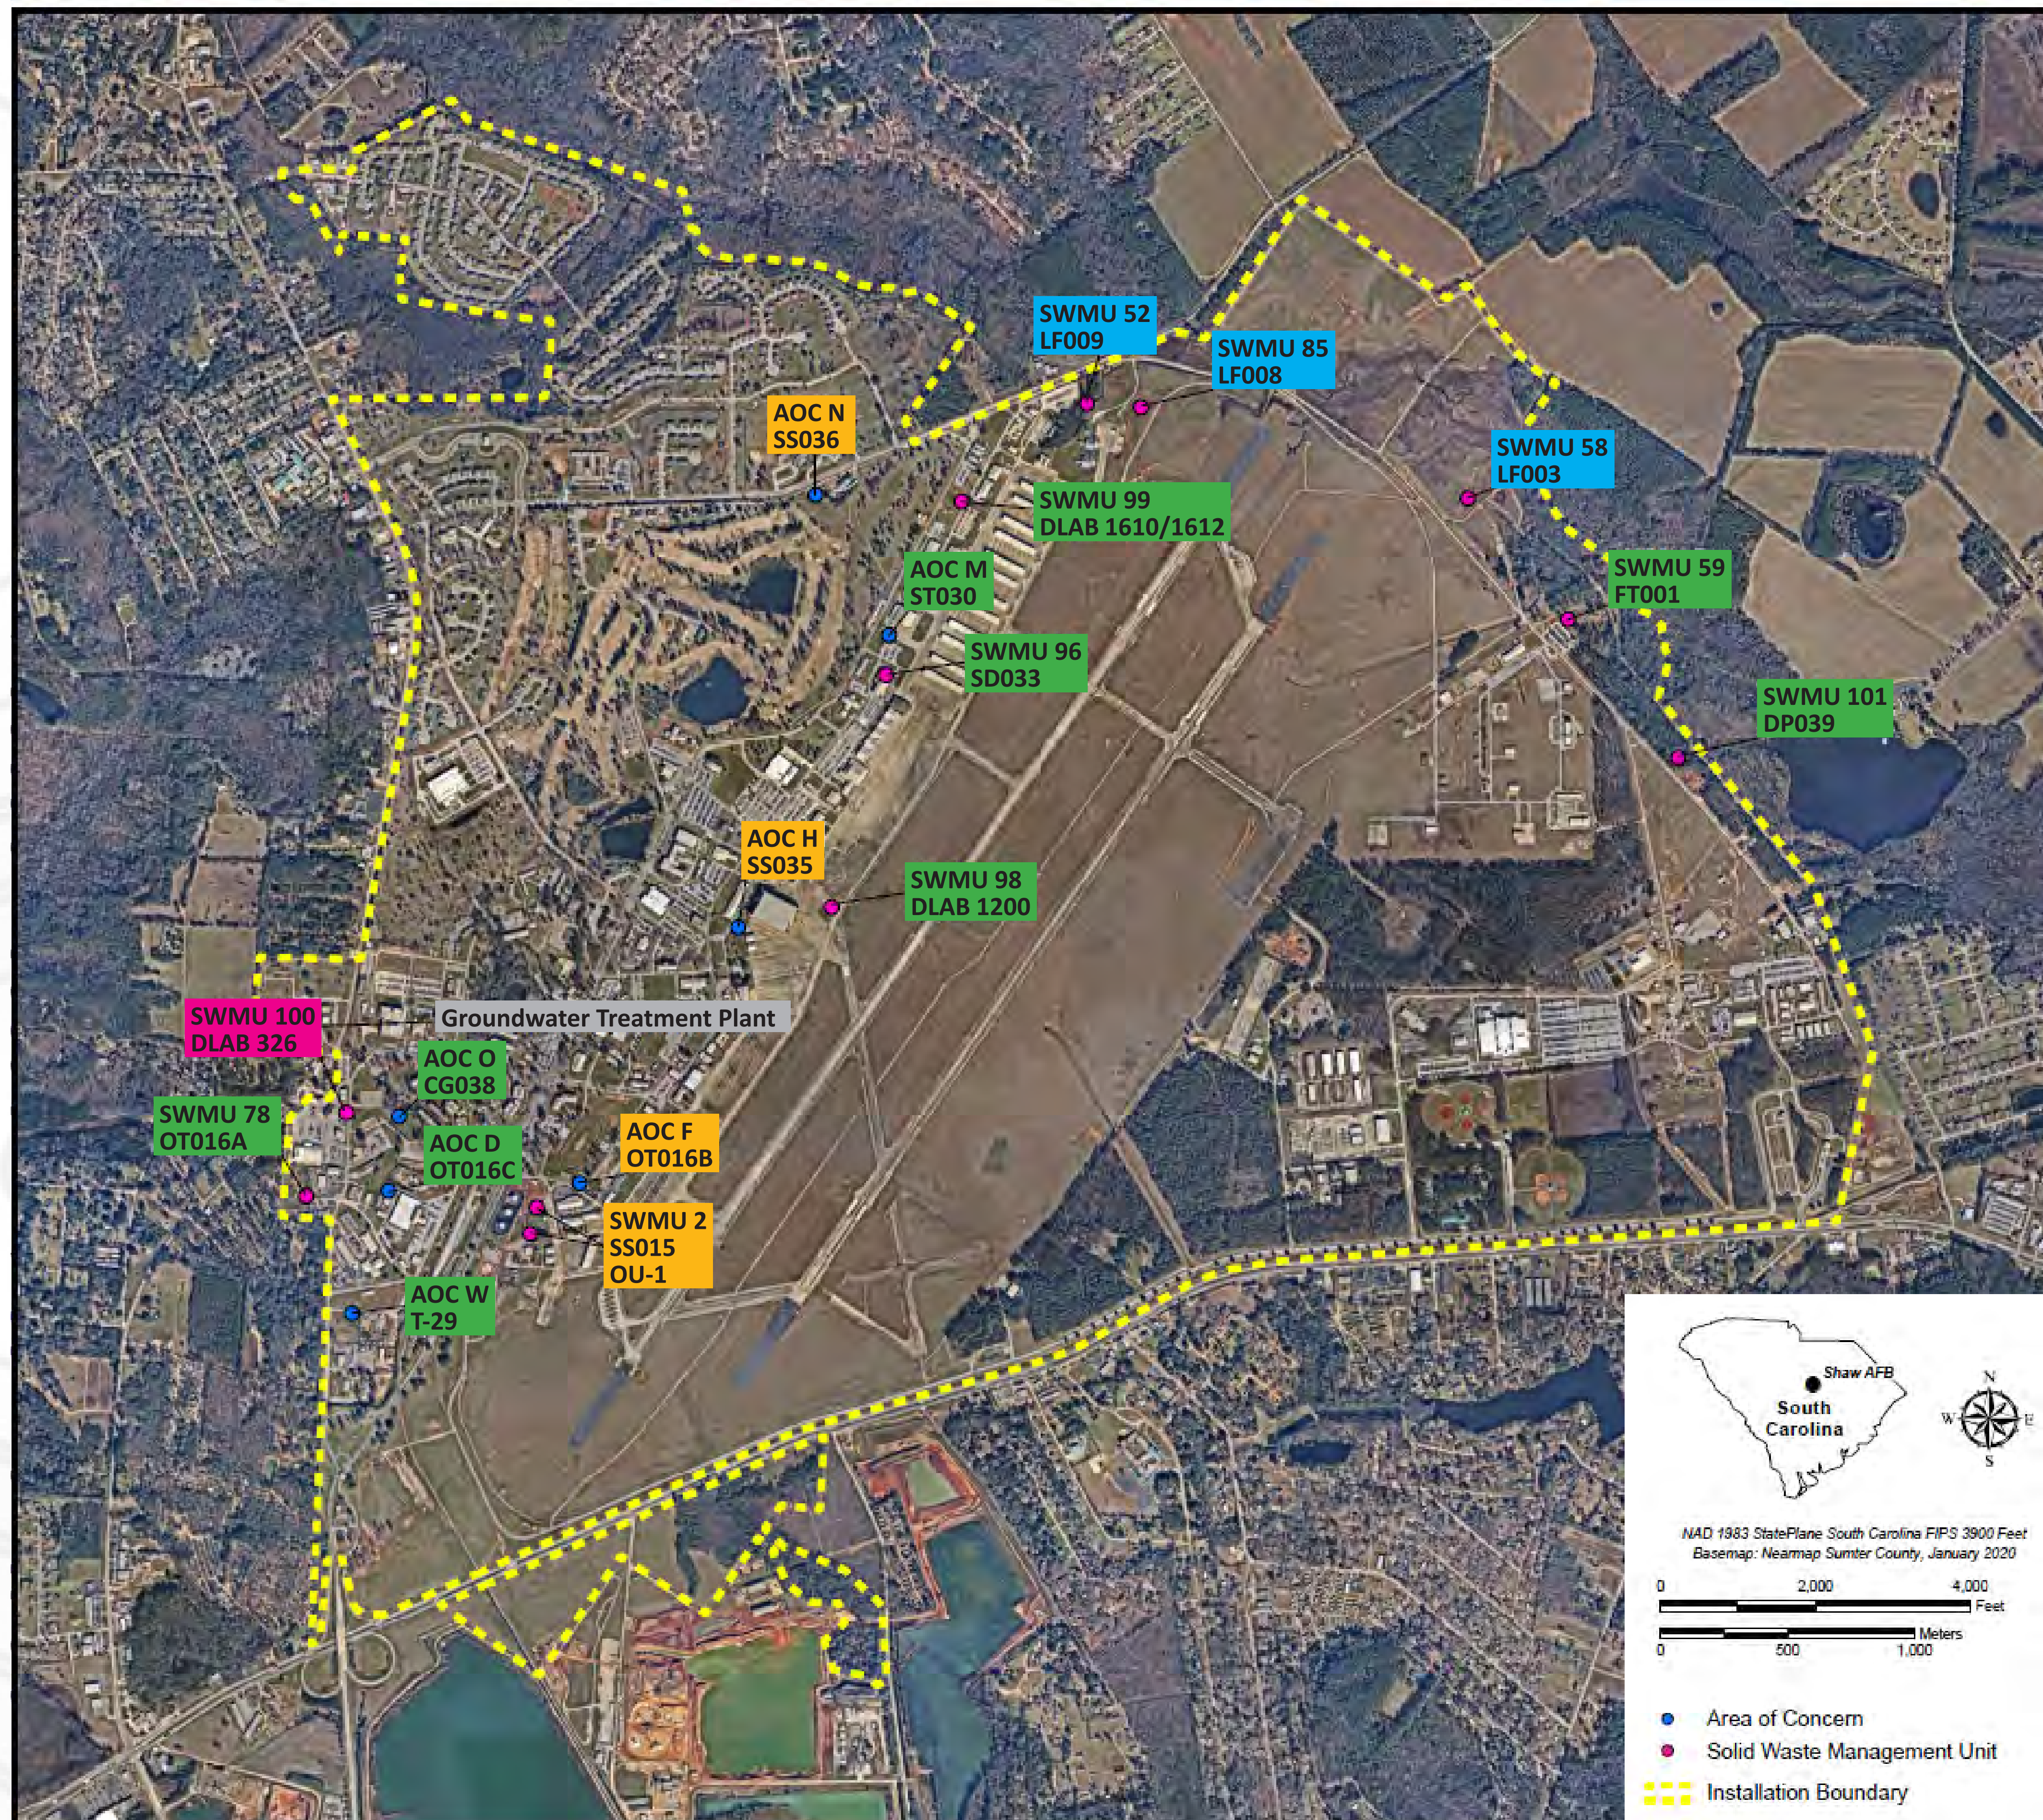 SWMU 52
LF009
SWMU 85
LF008
AOC N
SS036
SWMU 58
LF003
SWMU 99
DLAB 1610/1612
AOC M
ST030
SWMU 59
FT001
SWMU 96
SD033
SWMU 101
DP039
AOC H
SS035
SWMU 98
DLAB 1200
SWMU 100
DLAB 326
Groundwater Treatment Plant
AOC O
CG038
SWMU 78
OT016A
AOC D
OT016C
AOC F
OT016B
SWMU 2
SS015
OU-1
AOC W
T-29
Shaw AFB
South
Carolina
N
W
E
S
NAD 1983 StatePlane South Carolina FIPS 3900 Feet
Basemap: Nearmap Sumter County, January 2020
0 2,000 4,000
Feet
Meters
0 500 1,000
Area of Concern
Solid Waste Management Unit
Installation Boundary